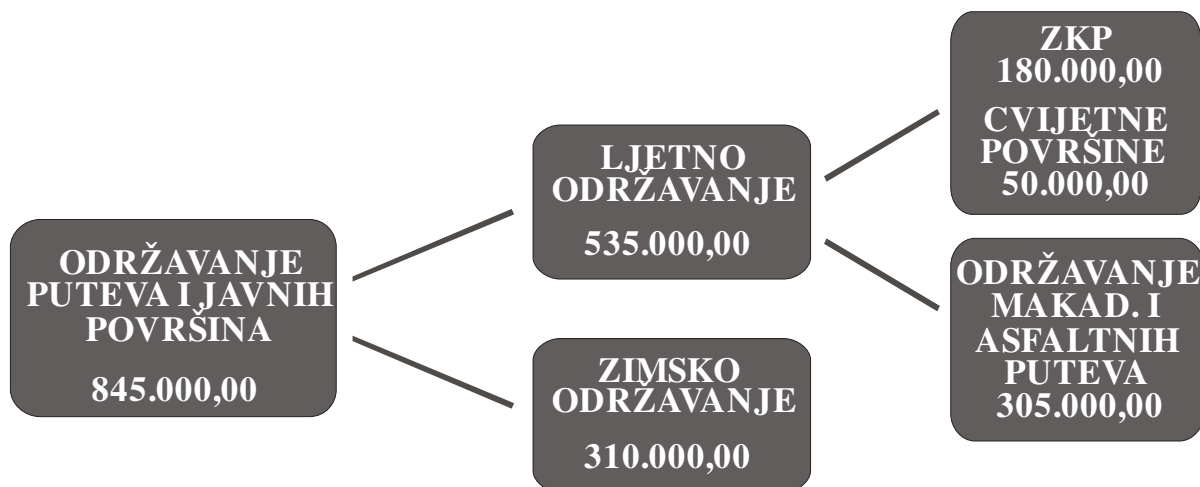 ODRŽAVANJE
PUTEVA I JAVNIH
POVRŠINA
845.000,00
LJETNO
ODRŽAVANJE
535.000,00
ZIMSKO
ODRŽAVANJE
310.000,00
ZKP
180.000,00
CVIJETNE
POVRŠINE
50.000,00
ODRŽAVANJE
MAKAD. I
ASFALTNIH
PUTEVA
305.000,00